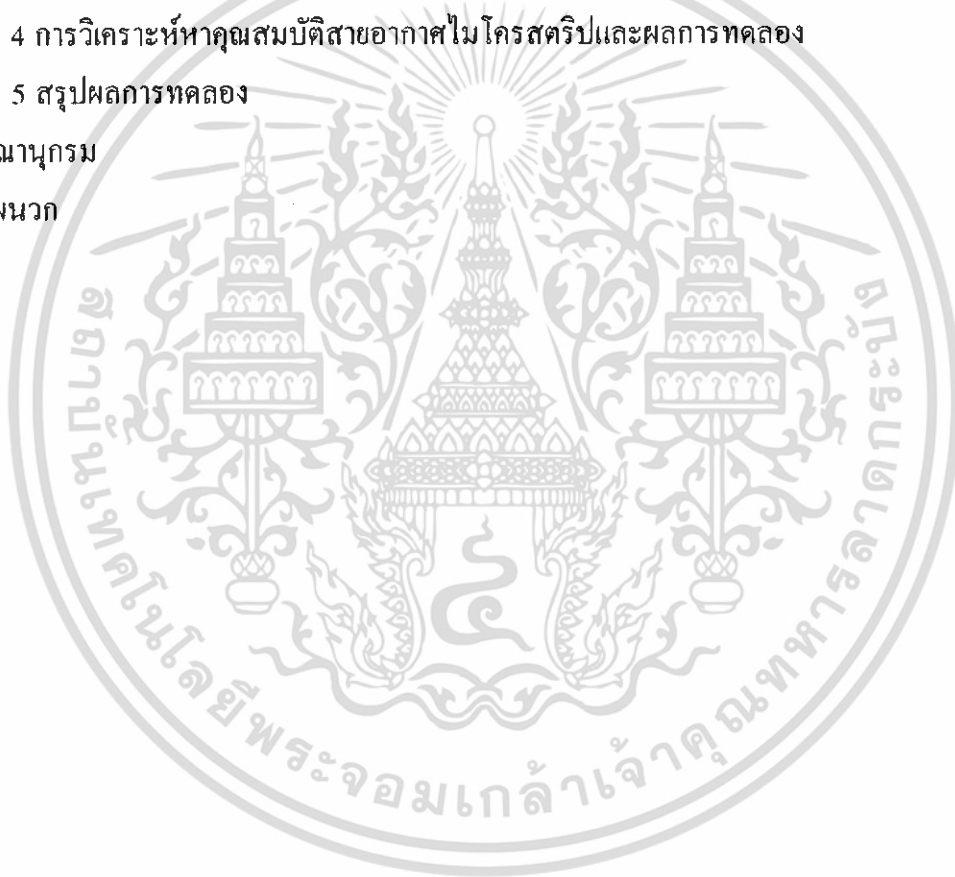 4 การวิเคราะห์หาคุณสมบัติสายอากาศไมโครสตริปและผลการทดลอง
5 สรุปผลการทดลอง
ณานุกรม
ผนวก
สถาบันเทคโนโลยีพระจอมเกล้าเจ้าคุณทหารลาดกระบัง
๔